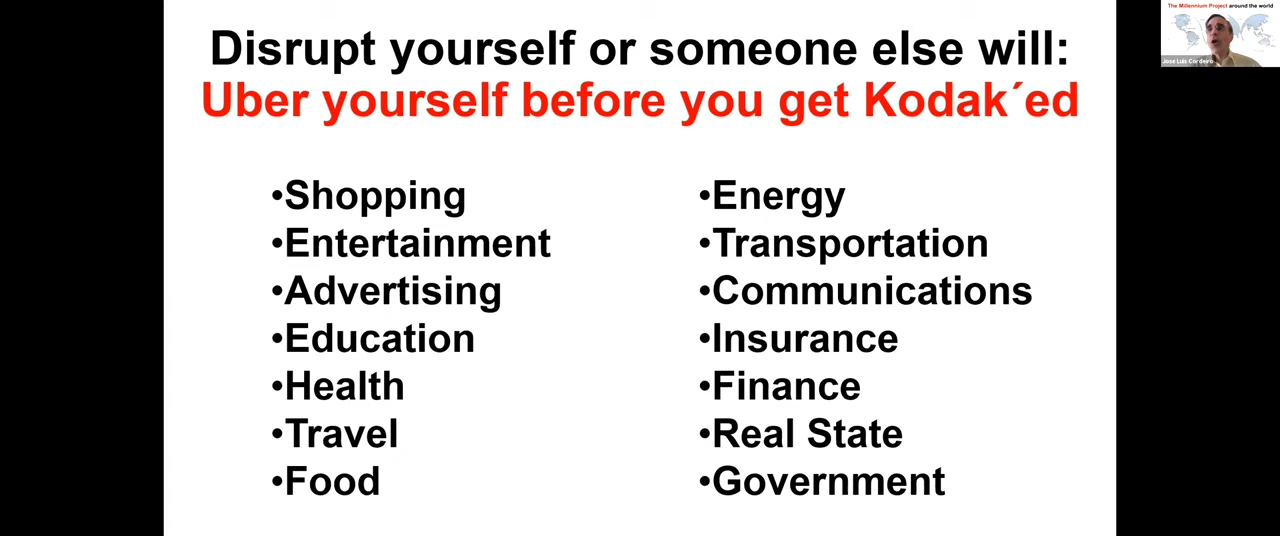 Disrupt yourself or someone else will:
Uber yourself before you get Kodak´ed
•Shopping
•Entertainment
•Advertising
•Education
•Health
•Travel
•Food
•Energy
•Transportation
•Communications
•Insurance
•Finance
•Real State
•Government
The Millennium Project around the world
Jose Luis Cordeiro